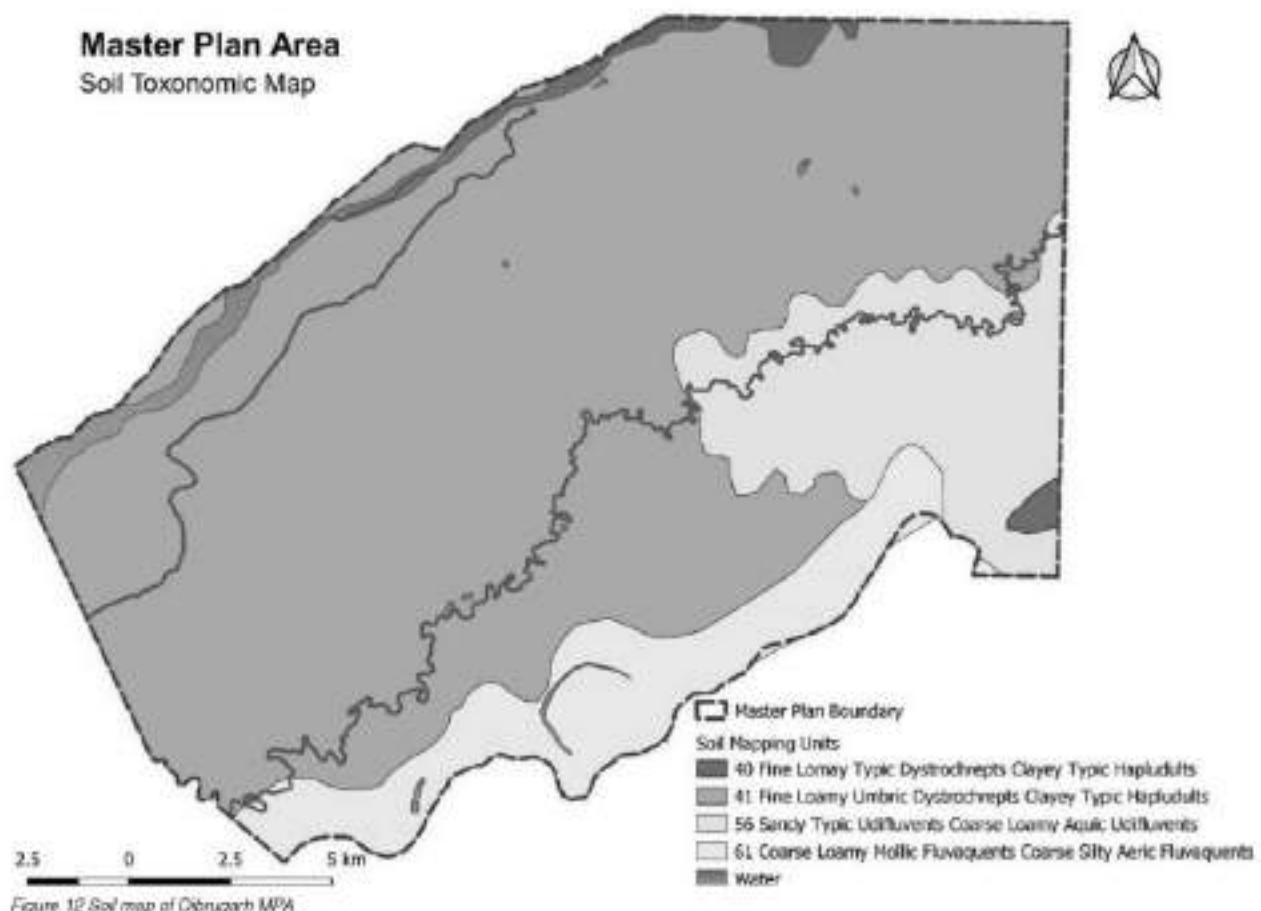 Master Plan Area
Soil Toxonomic Map
Master Plan Boundary
Soil Mapping Units
40 Fine Lomay Typic Dystrochrepts Clayey Typic Hapludults
41 Fine Loamy Umbric Dystrochrepts Clayey Typic Hapludults
56 Sandy Typic Udifluvents Coarse Loamy Aquic Udifluvents
61 Coarse Loamy Mollic Fluvaquents Coarse Silty Aeric Fluvaquents
Water
2.5 0 2.5 5 km
Figure 12 Soil map of Dibrugarh MPA